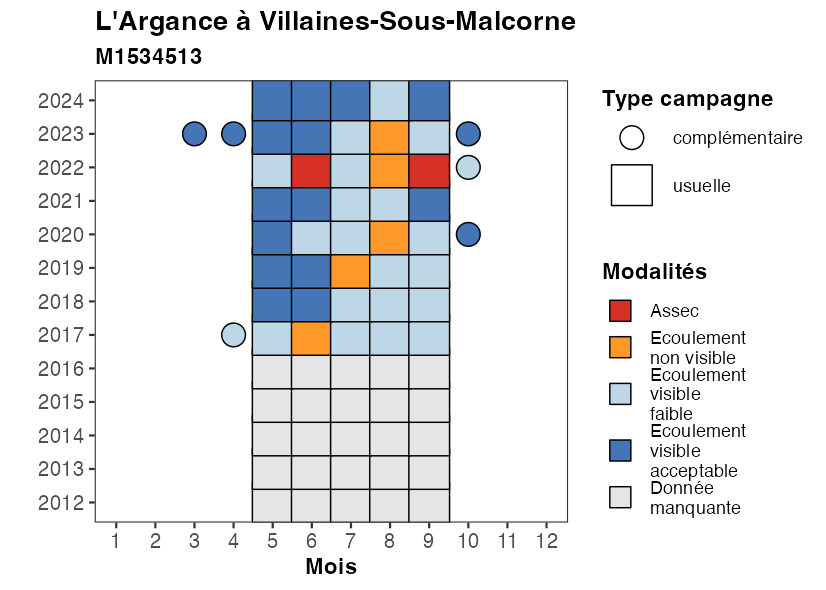 L'Argance à Villaines-Sous-Malcorne
M1534513
2024
2023
2022
2021
2020
2019
2018
2017
2016
2015
2014
2013
2012
1 2 3 4 5 6 7 8 9 10 11 12
Mois
Type campagne
complémentaire
usuelle
Modalités
Assec
Ecoulement
non visible
Ecoulement
visible
faible
Ecoulement
visible
acceptable
Donnée
manquante